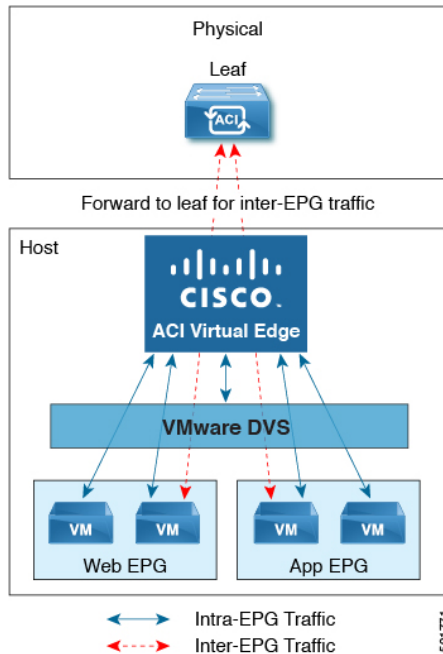 Physical
Leaf
ACI
Forward to leaf for inter-EPG traffic
Host
CISCO
ACI Virtual Edge
VMware DVS
VM VM VM VM
Web EPG App EPG
Intra-EPG Traffic
Inter-EPG Traffic